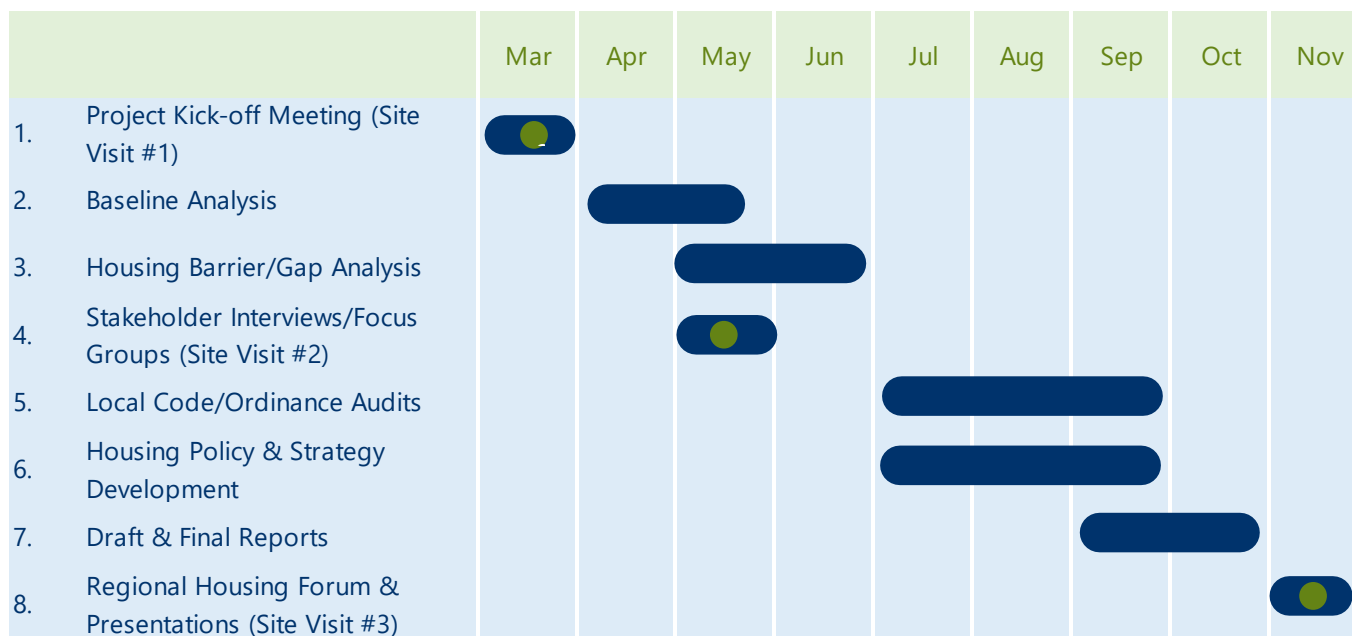 Mar Apr May Jun Jul Aug Sep Oct Nov
1. Project Kick-off Meeting (Site
Visit #1)
2. Baseline Analysis
3. Housing Barrier/Gap Analysis
4. Stakeholder Interviews/Focus
Groups (Site Visit #2)
5. Local Code/Ordinance Audits
6. Housing Policy & Strategy
Development
7. Draft & Final Reports
8. Regional Housing Forum &
Presentations (Site Visit #3)